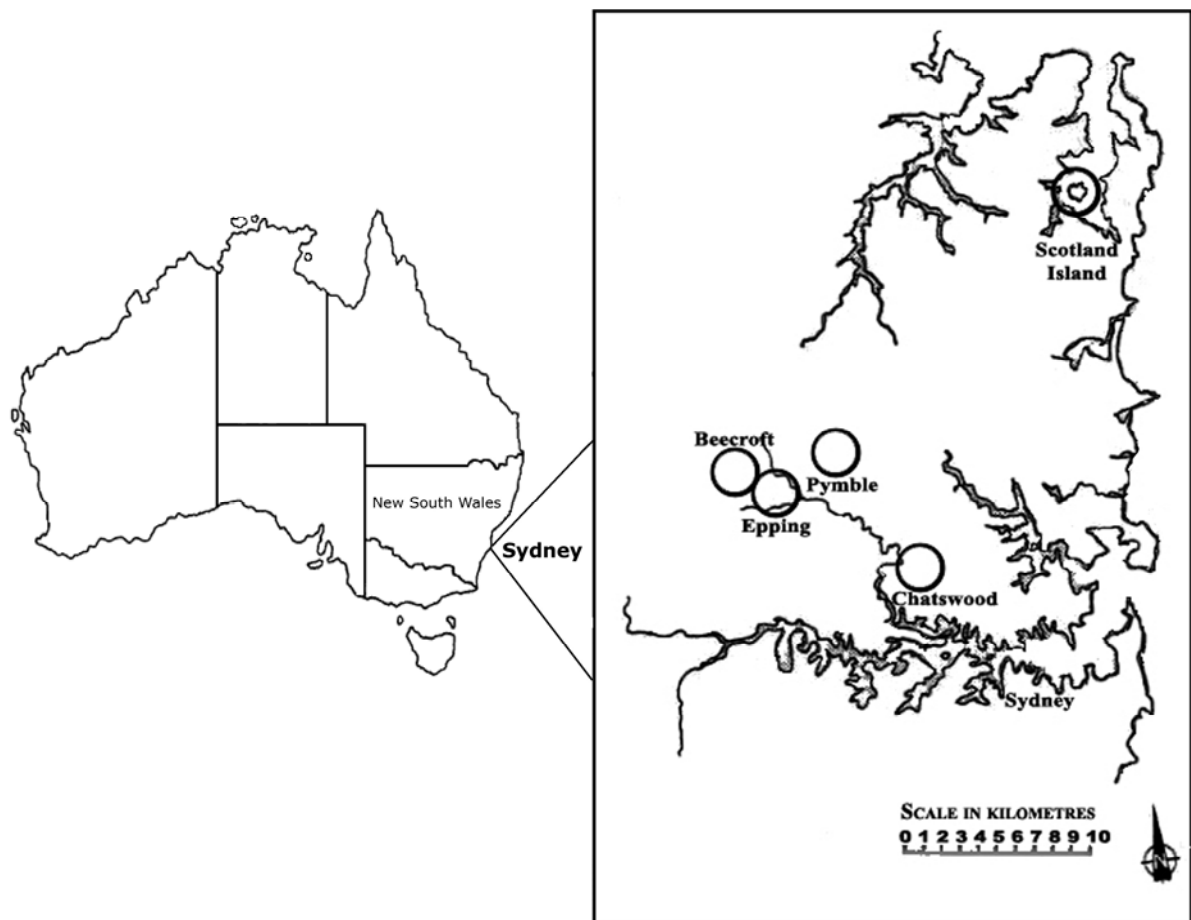 New South Wales
Sydney
Scotland
Island
Beecroft
Pymble
Epping
Chatswood
Sydney
SCALE IN KILOMETRES
0 1 2 3 4 5 6 7 8 9 10
N